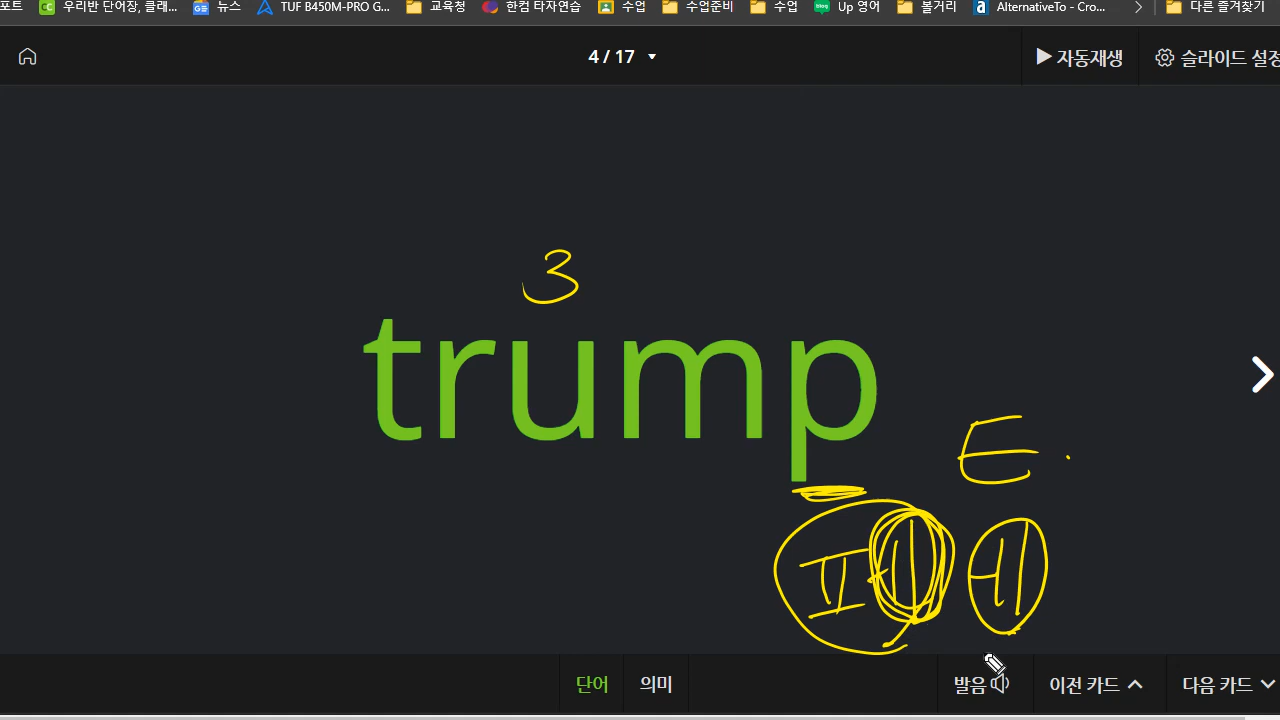 포트 우리반 단어장, 클래... 뉴스 TUF B450M-PRO G... 교육청 한컴 타자연습 수업 수업준비 수업 Up 영어 볼거리 AlternativeTo - Cro... 다른 즐겨찾기
4 / 17 자동재생 슬라이드 설정
3
trump
E.
ㅍㅔ ㅔ
단어 의미 발음 이전 카드 다음 카드